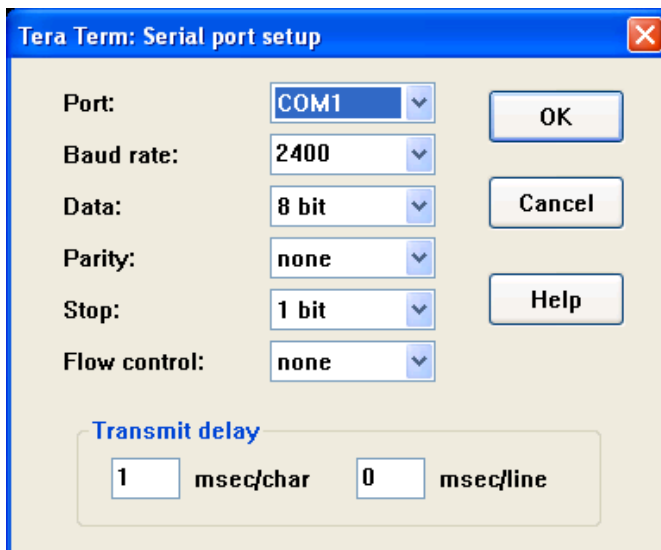 Tera Term: Serial port setup
Port: COM1
OK
Baud rate: 2400
Data: 8 bit
Cancel
Parity: none
Stop: 1 bit
Help
Flow control: none
Transmit delay
1 msec/char 0 msec/line